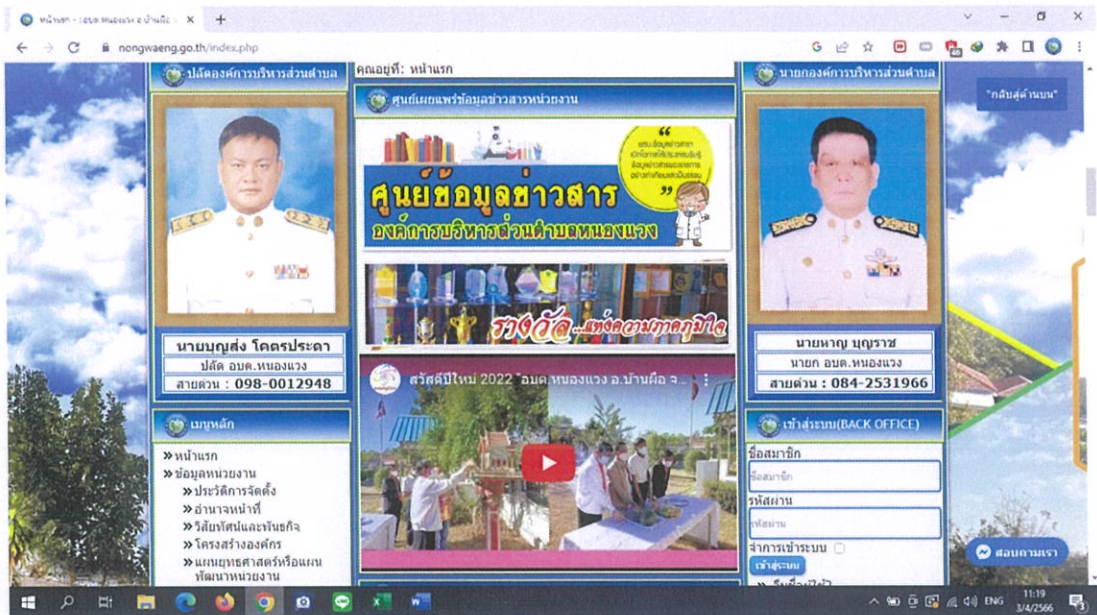 หน้าแรก - :อบต.หนองแวง อ.บ้านผือ
nongwaeng.go.th/index.php
ปลัดองค์การบริหารส่วนตำบล
นายบุญส่ง โคตรประดา
ปลัด อบต.หนองแวง
สายด่วน : 098-0012948
เมนูหลัก
หน้าแรก
ข้อมูลหน่วยงาน
ประวัติการจัดตั้ง
อำนาจหน้าที่
วิสัยทัศน์และพันธกิจ
โครงสร้างองค์กร
แผนยุทธศาสตร์หรือแผน
พัฒนาหน่วยงาน
คุณอยู่ที่: หน้าแรก
ศูนย์เผยแพร่ข้อมูลข่าวสารหน่วยงาน
ศูนย์ข้อมูลข่าวสาร
องค์การบริหารส่วนตำบลหนองแวง
รางวัล...แห่งความภาคภูมิใจ
สวัสดีปีใหม่ 2022 "อบต.หนองแวง อ.บ้านผือ จ...
นายกองค์การบริหารส่วนตำบล
นายหาญ บุญราช
นายก อบต.หนองแวง
สายด่วน : 084-2531966
เข้าสู่ระบบ(BACK OFFICE)
ชื่อสมาชิก
ชื่อสมาชิก
รหัสผ่าน
รหัสผ่าน
จำการเข้าระบบ
เข้าสู่ระบบ
"กลับสู่ด้านบน"
สอบถามเรา
ENG
11:19
3/4/2566